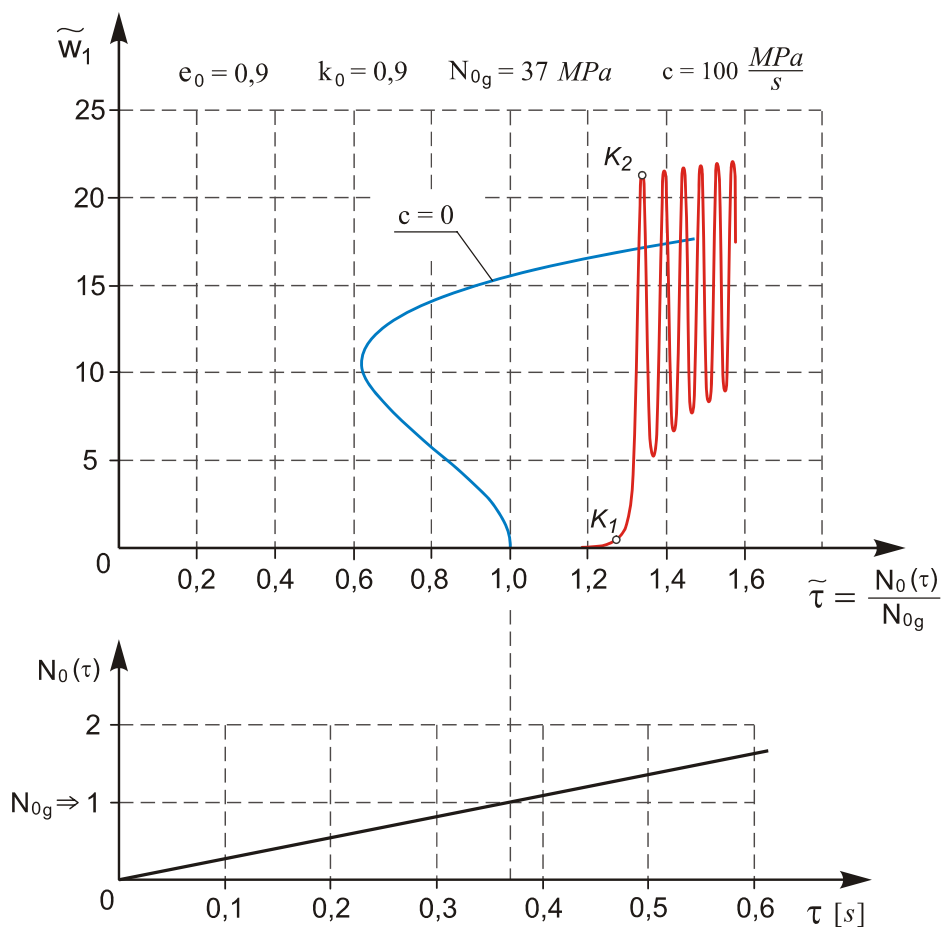 w̃₁
e₀ = 0,9 k₀ = 0,9 N₀g = 37 MPa c = 100 MPa/s
25
20
15
10
5
0
K₂
c = 0
K₁
0,2 0,4 0,6 0,8 1,0 1,2 1,4 1,6
τ̃ = N₀(τ)/N₀g
N₀(τ)
2
N₀g ⇒ 1
0
0,1 0,2 0,3 0,4 0,5 0,6
τ [s]